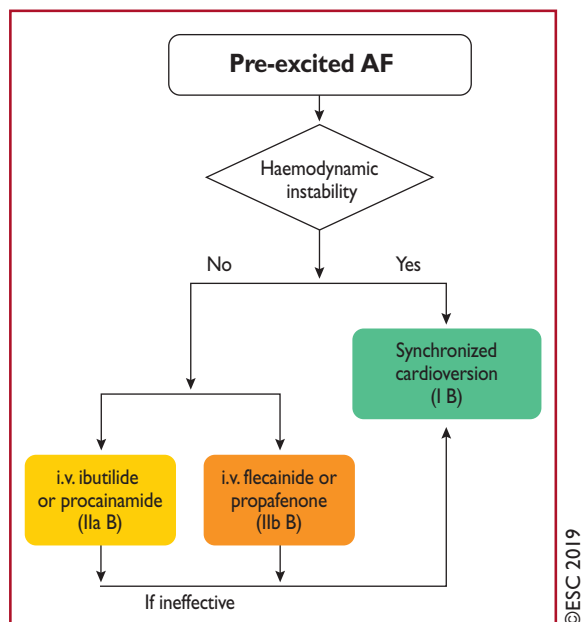 Pre-excited AF
Haemodynamic
instability
No
Yes
Synchronized
cardioversion
(I B)
i.v. ibutilide
or procainamide
(IIa B)
i.v. flecainide or
propafenone
(IIb B)
If ineffective
©ESC 2019